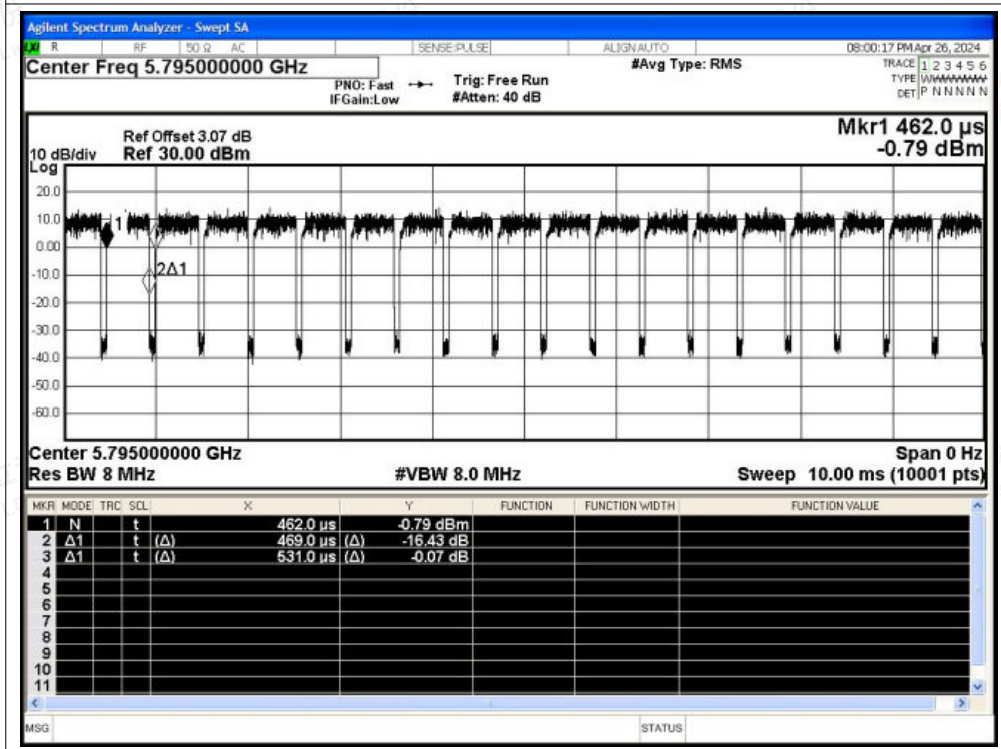 Agilent Spectrum Analyzer - Swept SA
LXI R RF 50 Ω AC SENSE:PULSE ALIGN AUTO 08:00:17 PM Apr 26, 2024
Center Freq 5.795000000 GHz #Avg Type: RMS TRACE 1 2 3 4 5 6
PNO: Fast Trig: Free Run TYPE WWWWWW
IFGain:Low #Atten: 40 dB DET P N N N N N
Mkr1 462.0 µs
-0.79 dBm
Ref Offset 3.07 dB
10 dB/div Ref 30.00 dBm
Log
20.0
10.0
1
0.00
2Δ1
-10.0
-20.0
-30.0
-40.0
-50.0
-60.0
Center 5.795000000 GHz Span 0 Hz
Res BW 8 MHz #VBW 8.0 MHz Sweep 10.00 ms (10001 pts)
MKR MODE TRC SCL X Y FUNCTION FUNCTION WIDTH FUNCTION VALUE
1 N t 462.0 µs -0.79 dBm
2 Δ1 t (Δ) 469.0 µs (Δ) -16.43 dB
3 Δ1 t (Δ) 531.0 µs (Δ) -0.07 dB
4
5
6
7
8
9
10
11
MSG STATUS